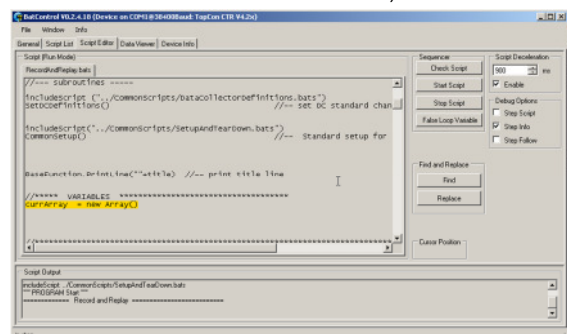 BatControl V0.2.4.18 (Device on COM1@38400Baud: TopCon CTR V4.2x)
File Window Info
General Script List Script Editor Data Viewer Device Info
Script (Run Mode)
RecordAndReplay.bats
//--- subroutines -----
includeScript ("../CommonScripts/DataCollectorDefinitions.bats")
SetDCDefinitions() //-- set DC standard chan
includeScript("../CommonScripts/SetupAndTearDown.bats")
CommonSetup() //-- Standard setup for
BaseFunction.PrintLine(""+title) //-- print title line
//***** VARIABLES **************************************
currArray = new Array()
Sequencer
Check Script
Start Script
Stop Script
False Loop Variable
Script Deceleration
980 ms
Enable
Debug Options
Step Script
Step Info
Step Follow
Find and Replace
Find
Replace
Cursor Position
Script Output
includeScript ../CommonScripts/SetupAndTearDown.bats
"""PROGRAM Start """
============== Record and Replay ==========================